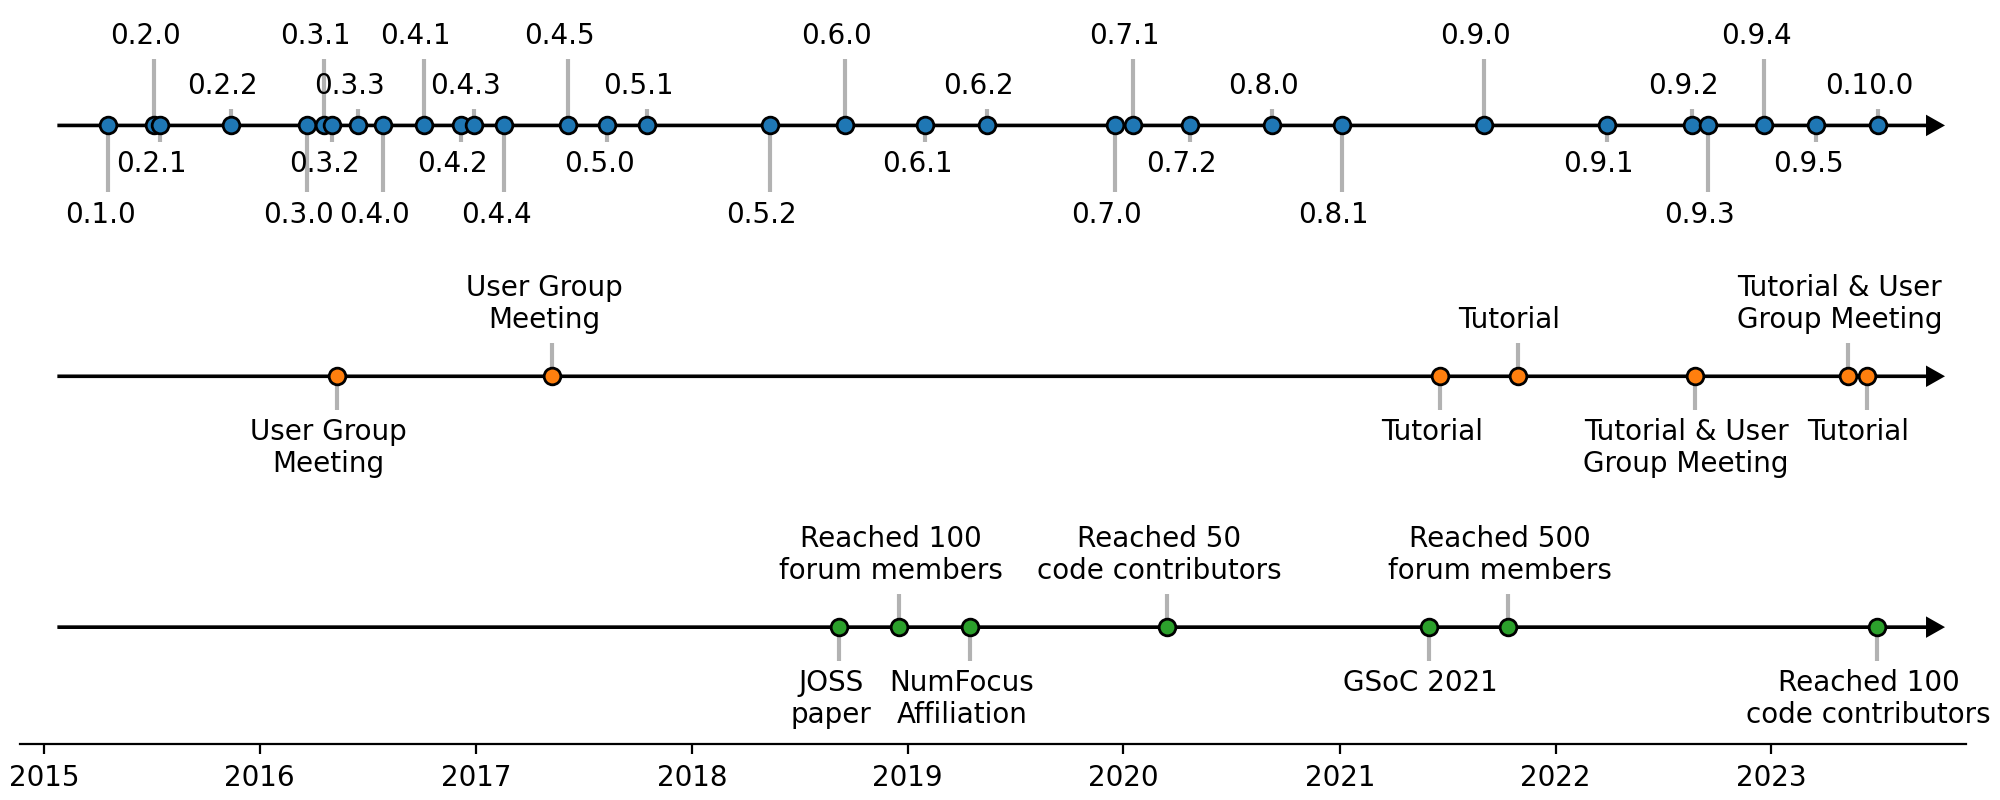 0.2.0 0.3.1 0.4.1 0.4.5 0.6.0 0.7.1 0.9.0 0.9.4
0.2.2 0.3.3 0.4.3 0.5.1 0.6.2 0.8.0 0.9.2 0.10.0
0.2.1 0.3.2 0.4.2 0.5.0 0.6.1 0.7.2 0.9.1 0.9.5
0.1.0 0.3.0 0.4.0 0.4.4 0.5.2 0.7.0 0.8.1 0.9.3
User Group
Meeting
Tutorial
Tutorial & User
Group Meeting
User Group
Meeting
Tutorial
Tutorial & User
Group Meeting
Tutorial
Reached 100
forum members
Reached 50
code contributors
Reached 500
forum members
JOSS
paper
NumFocus
Affiliation
GSoC 2021
Reached 100
code contributors
2015 2016 2017 2018 2019 2020 2021 2022 2023